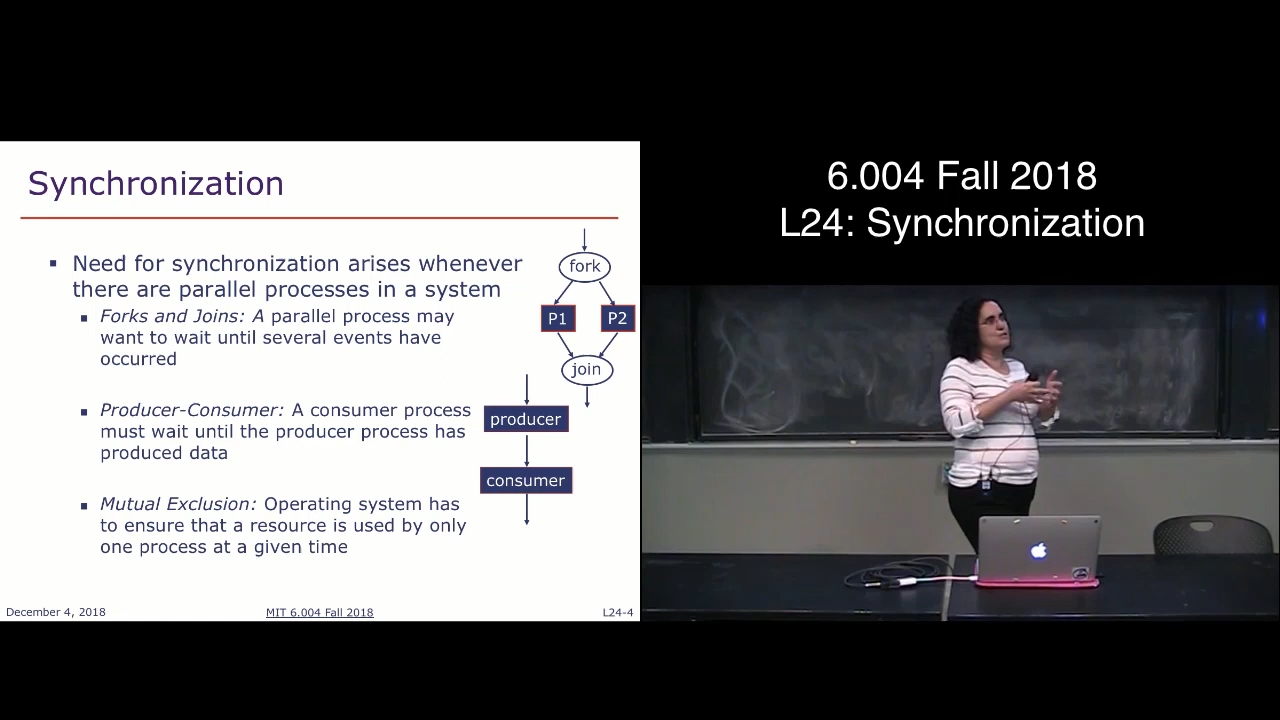 Synchronization
▪ Need for synchronization arises whenever
there are parallel processes in a system
▪ Forks and Joins: A parallel process may
want to wait until several events have
occurred
▪ Producer-Consumer: A consumer process
must wait until the producer process has
produced data
▪ Mutual Exclusion: Operating system has
to ensure that a resource is used by only
one process at a given time
fork
P1 P2
join
producer
consumer
December 4, 2018 MIT 6.004 Fall 2018 L24-4
6.004 Fall 2018
L24: Synchronization